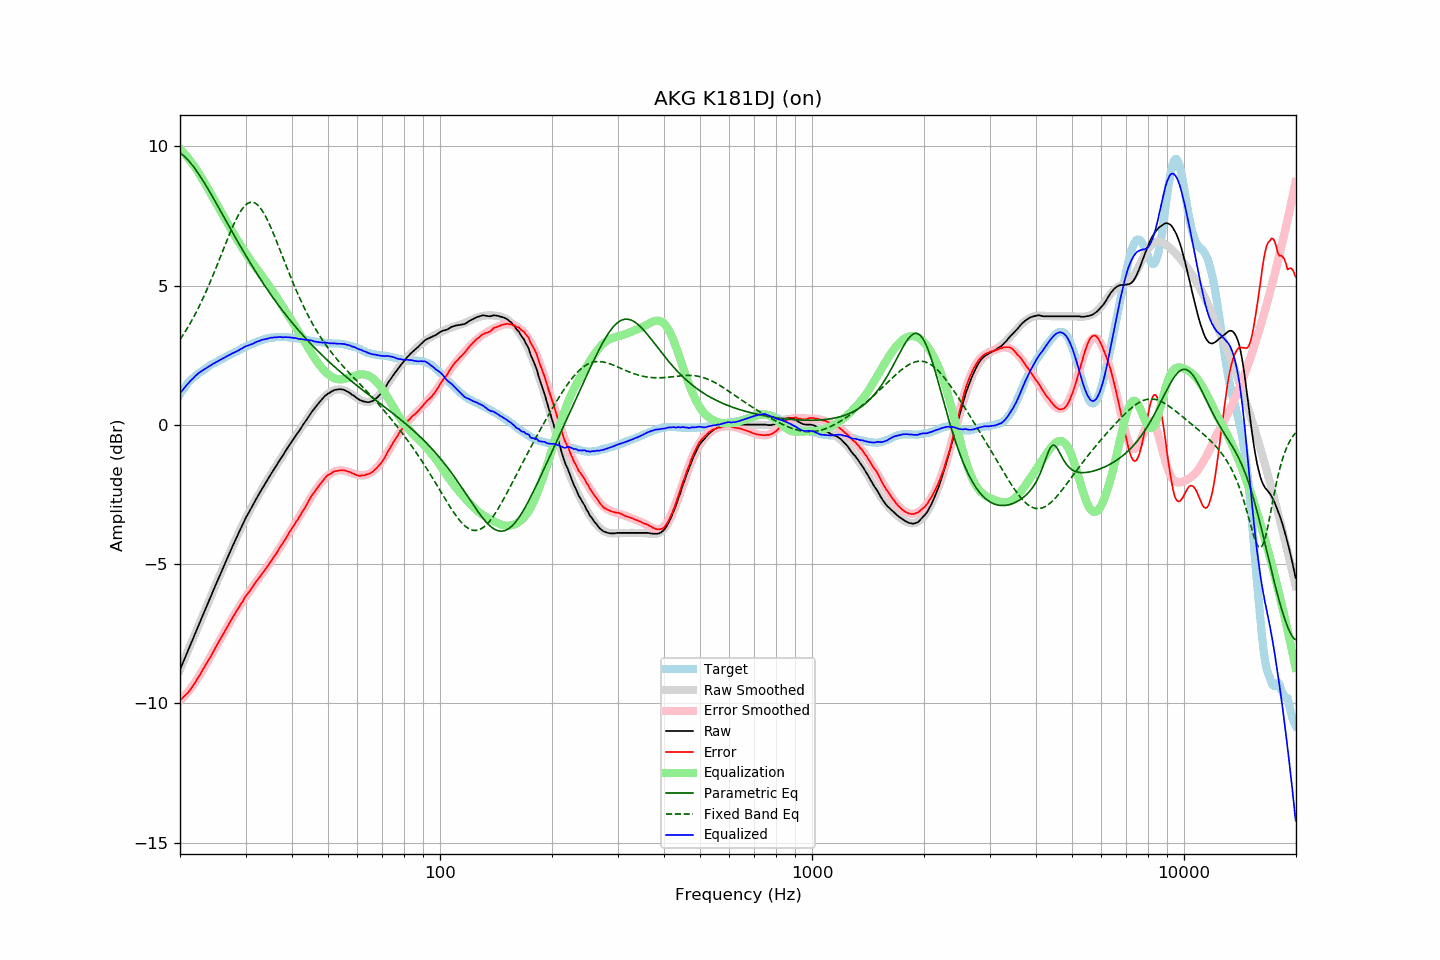 AKG K181DJ (on)
Amplitude (dBr)
10
5
0
−5
−10
−15
Target
Raw Smoothed
Error Smoothed
Raw
Error
Equalization
Parametric Eq
Fixed Band Eq
Equalized
100
1000
10000
Frequency (Hz)